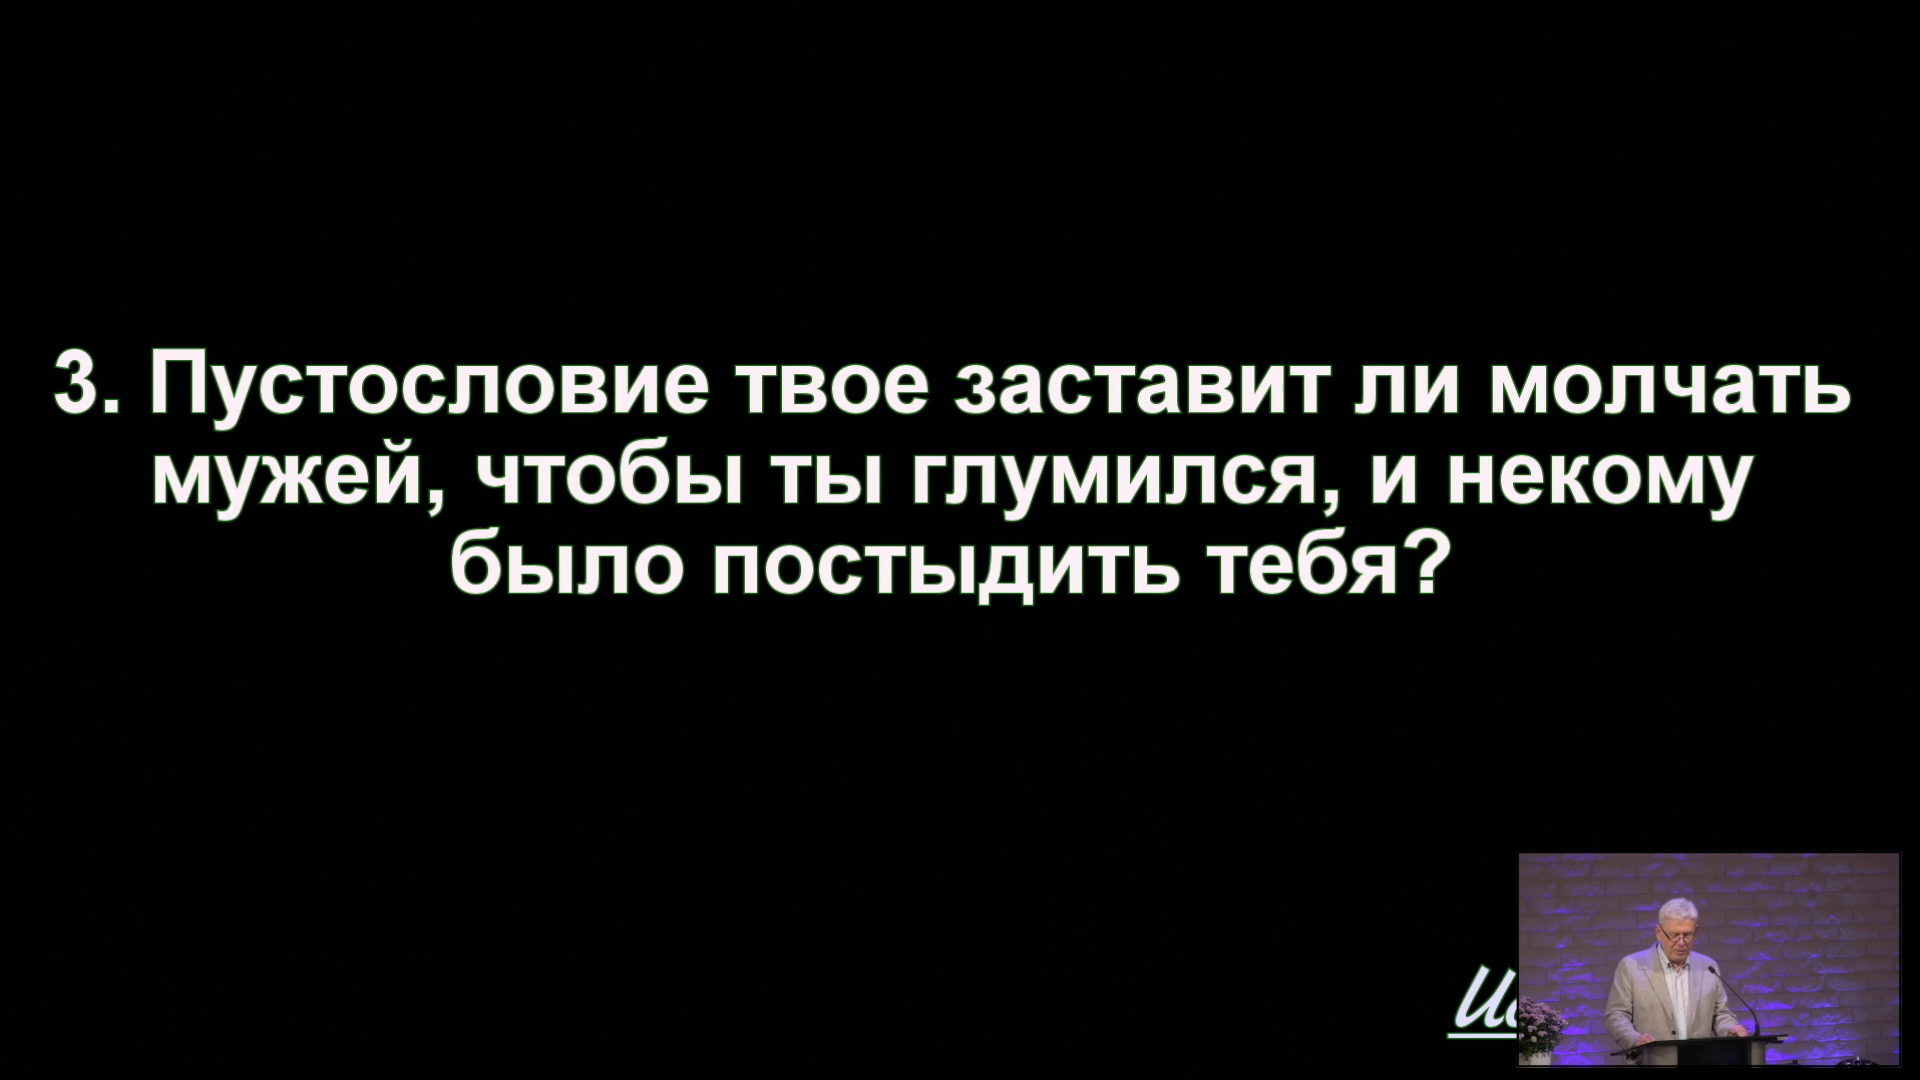 3. Пустословие твое заставит ли молчать
мужей, чтобы ты глумился, и некому
было постыдить тебя?